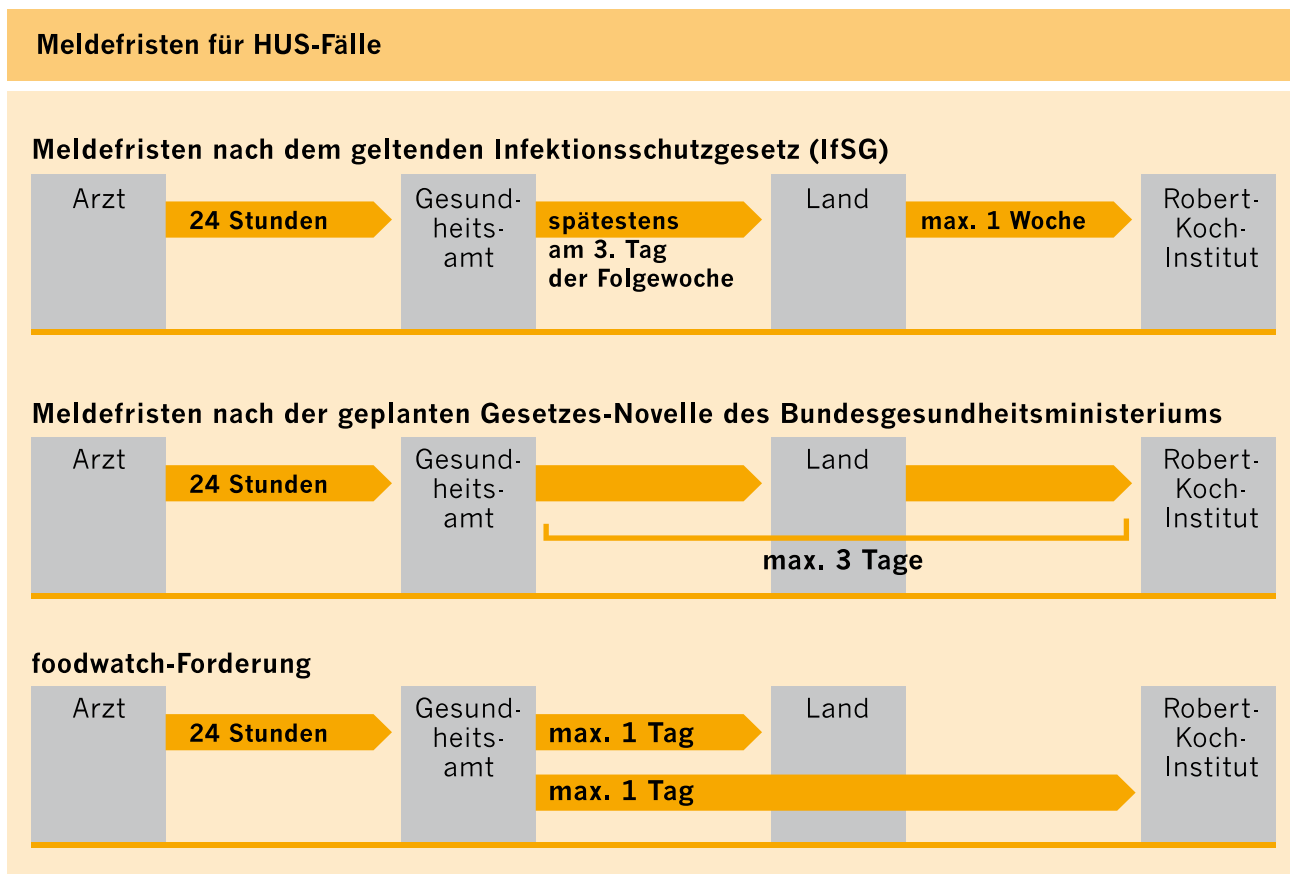 Meldefristen für HUS-Fälle
Meldefristen nach dem geltenden Infektionsschutzgesetz (IfSG)
Arzt
24 Stunden
Gesund-
heits-
amt
spätestens
am 3. Tag
der Folgewoche
Land
max. 1 Woche
Robert-
Koch-
Institut
Meldefristen nach der geplanten Gesetzes-Novelle des Bundesgesundheitsministeriums
Arzt
24 Stunden
Gesund-
heits-
amt
Land
Robert-
Koch-
Institut
max. 3 Tage
foodwatch-Forderung
Arzt
24 Stunden
Gesund-
heits-
amt
max. 1 Tag
max. 1 Tag
Land
Robert-
Koch-
Institut